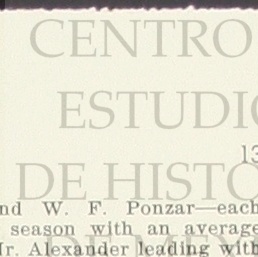 CENTRO
ESTUDIO
DE HISTO
13
nd W. F. Ponzar—each
season with an average
Mr. Alexander leading with